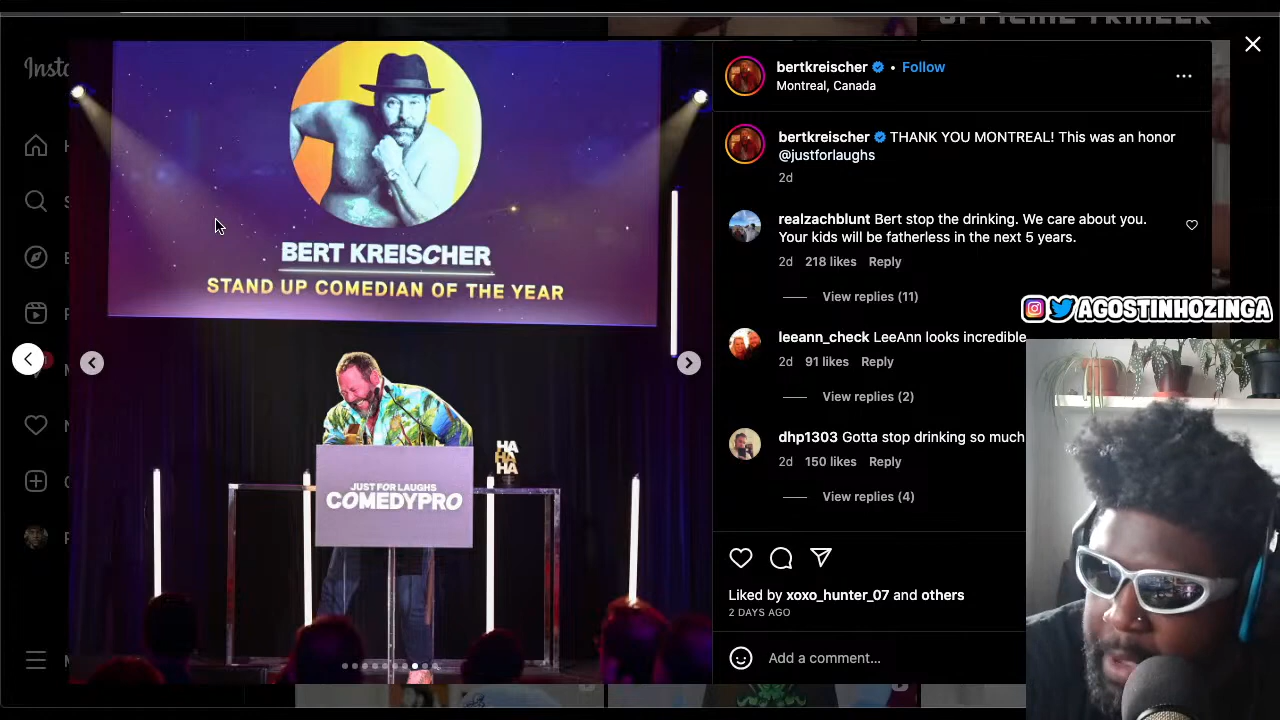 OFFICIAL TRAILER
Insta
bertkreischer • Follow
Montreal, Canada
bertkreischer THANK YOU MONTREAL! This was an honor
@justforlaughs
2d
realzachblunt Bert stop the drinking. We care about you.
Your kids will be fatherless in the next 5 years.
2d 218 likes Reply
View replies (11)
AGOSTINHOZINGA
leeann_check LeeAnn looks incredible
2d 91 likes Reply
View replies (2)
dhp1303 Gotta stop drinking so much
2d 150 likes Reply
View replies (4)
Liked by xoxo_hunter_07 and others
2 DAYS AGO
Add a comment...
BERT KREISCHER
STAND UP COMEDIAN OF THE YEAR
HA
HA
HA
JUST FOR LAUGHS
COMEDYPRO